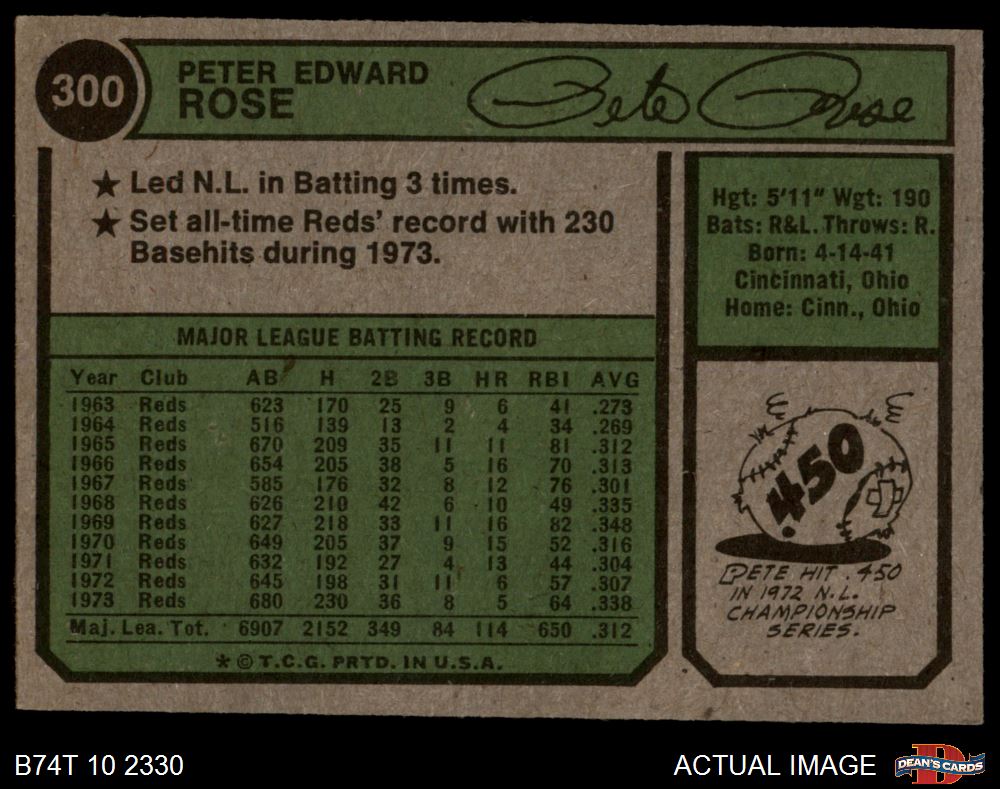 300
PETER EDWARD
ROSE
Pete Rose
★ Led N.L. in Batting 3 times.
★ Set all-time Reds' record with 230
Basehits during 1973.
Hgt: 5'11" Wgt: 190
Bats: R&L. Throws: R.
Born: 4-14-41
Cincinnati, Ohio
Home: Cinn., Ohio
MAJOR LEAGUE BATTING RECORD
Year Club AB H 2B 3B HR RBI AVG
1963 Reds 623 170 25 9 6 41 .273
1964 Reds 516 139 13 2 4 34 .269
1965 Reds 670 209 35 11 11 81 .312
1966 Reds 654 205 38 5 16 70 .313
1967 Reds 585 176 32 8 12 76 .301
1968 Reds 626 210 42 6 10 49 .335
1969 Reds 627 218 33 11 16 82 .348
1970 Reds 649 205 37 9 15 52 .316
1971 Reds 632 192 27 4 13 44 .304
1972 Reds 645 198 31 11 6 57 .307
1973 Reds 680 230 36 8 5 64 .338
Maj. Lea. Tot. 6907 2152 349 84 114 650 .312
* © T.C.G. PRTD. IN U.S.A.
.450
PETE HIT .450
IN 1972 N.L.
CHAMPIONSHIP
SERIES.
B74T 10 2330
ACTUAL IMAGE
D
DEAN'S CARDS